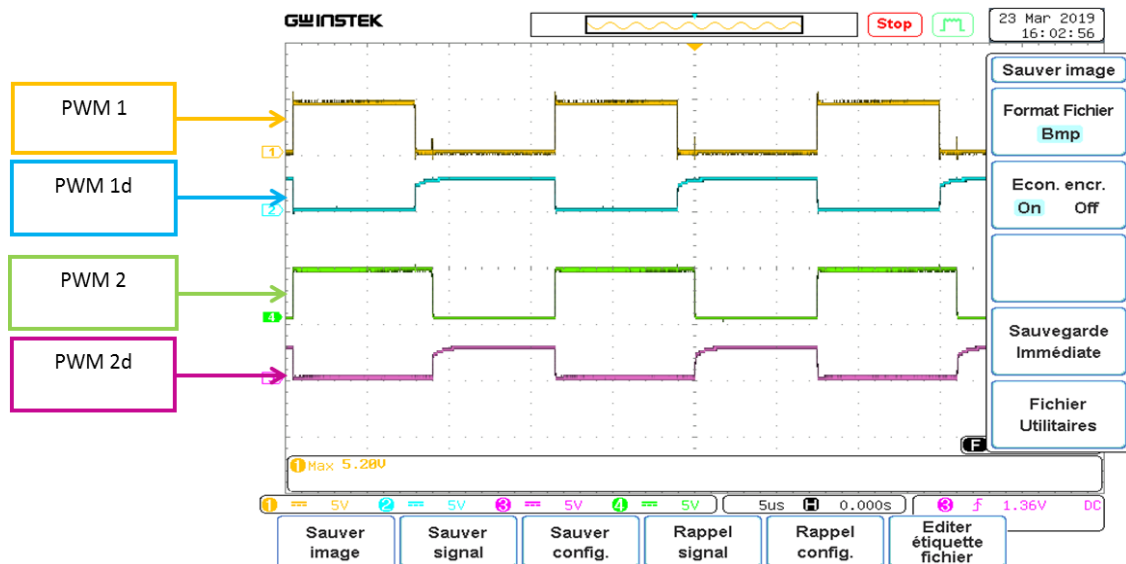 GWINSTEK
Stop
23 Mar 2019
16:02:56
PWM 1
PWM 1d
PWM 2
PWM 2d
1
2
4
Sauver image
Format Fichier
Bmp
Econ. encr.
On Off
Sauvegarde
Immédiate
Fichier
Utilitaires
F
1 Max 5.20V
1 5V 2 5V 3 5V 4 5V
5us H 0.000s
3 1.36V DC
Sauver
image
Sauver
signal
Sauver
config.
Rappel
signal
Rappel
config.
Editer
étiquette
fichier